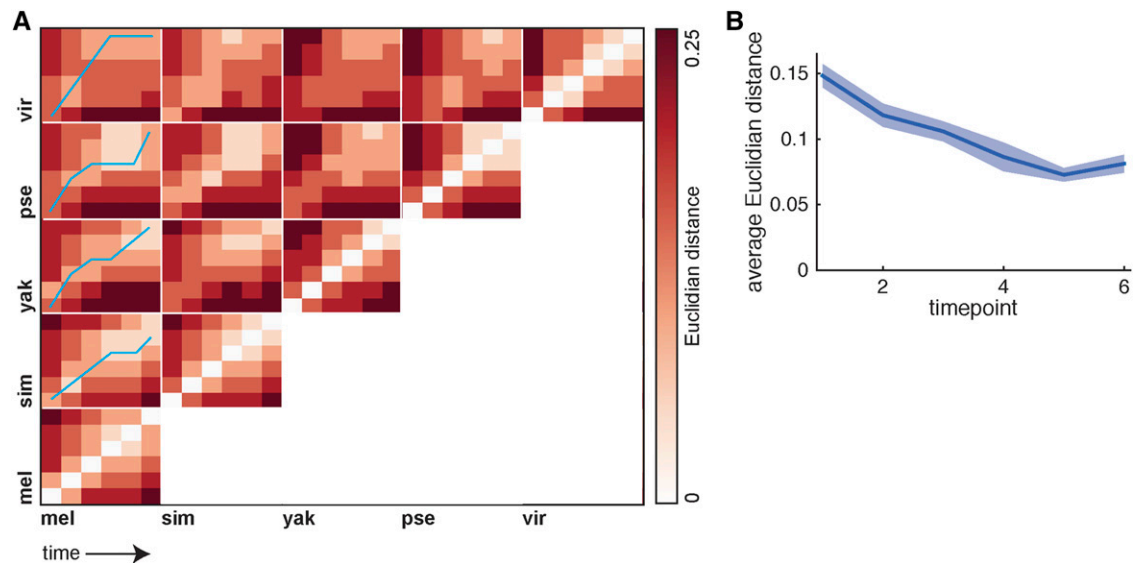 A
vir
pse
yak
sim
mel
mel sim yak pse vir
time
0.25
Euclidian distance
0
B
average Euclidian distance
0.15
0.1
0.05
0
2 4 6
timepoint